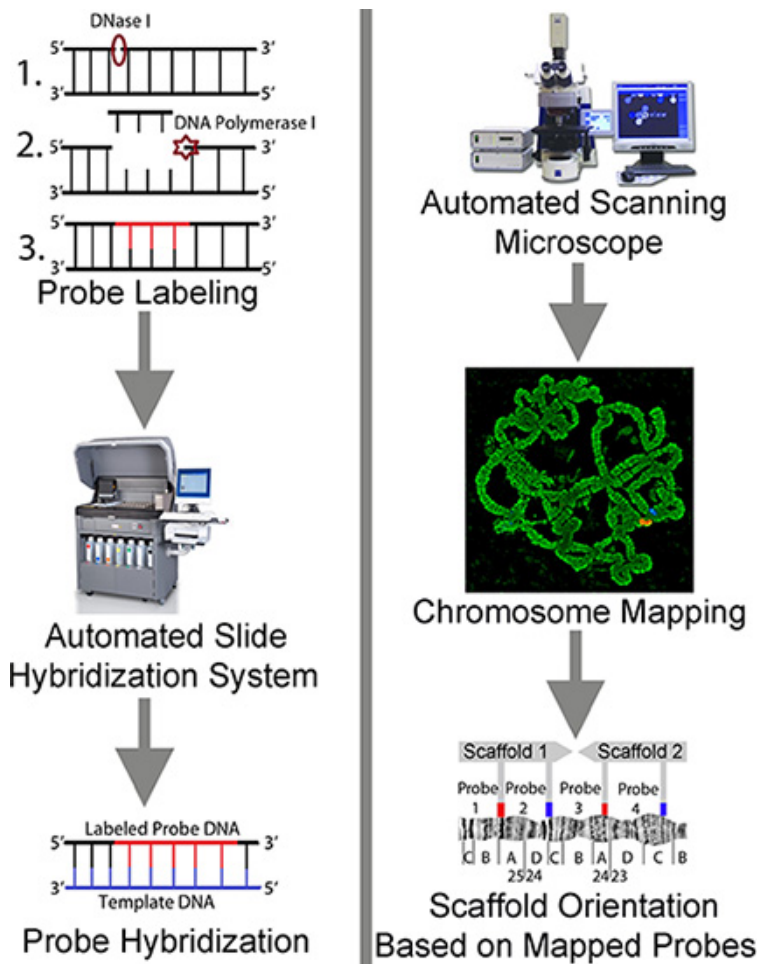 DNase I
5′ 3′
1.
3′ 5′
DNA Polymerase I
2. 5′ 3′
3′ 5′
5′ 3′
3.
3′ 5′
Probe Labeling
Automated Slide
Hybridization System
Labeled Probe DNA
5′ 3′
3′ 5′
Template DNA
Probe Hybridization
Automated Scanning
Microscope
Chromosome Mapping
Scaffold 1 Scaffold 2
Probe Probe Probe Probe
1 2 3 4
C B A D C B A D C B
25 24 24 23
Scaffold Orientation
Based on Mapped Probes